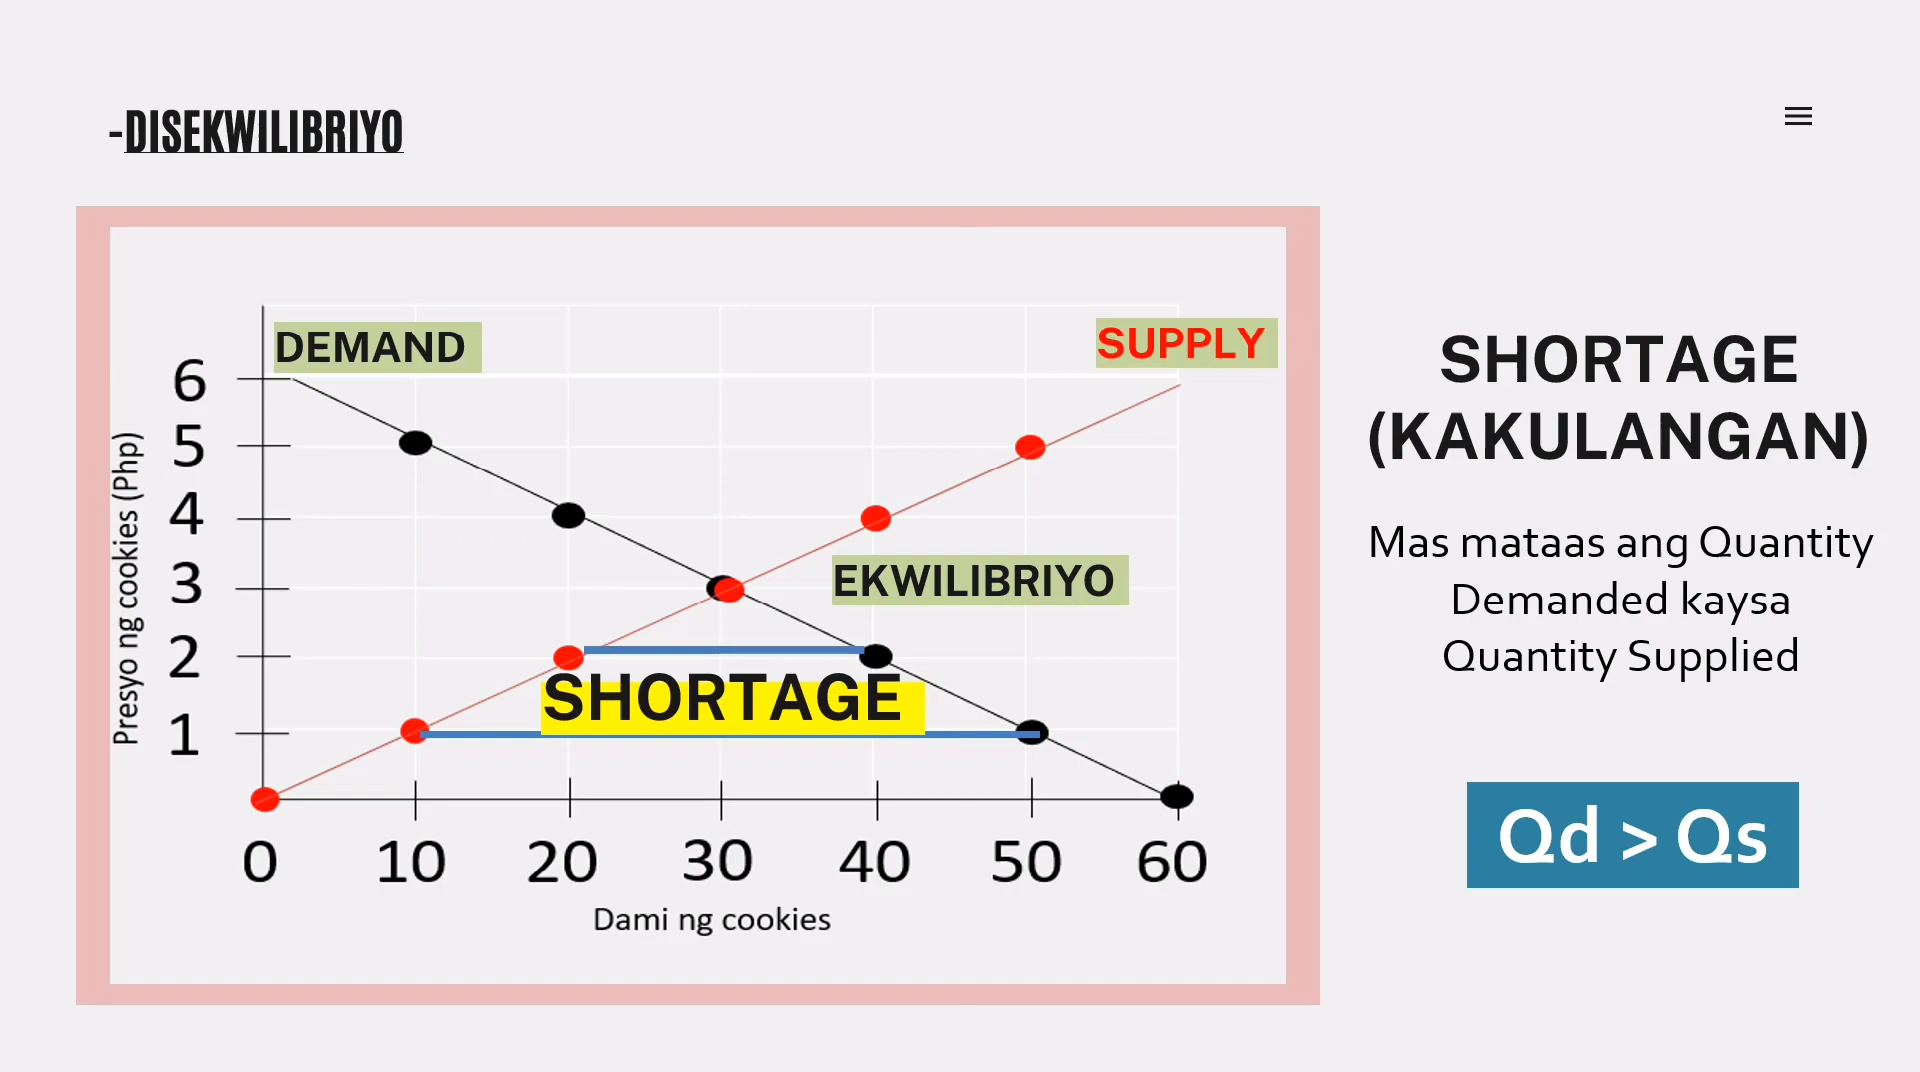 -DISEKWILIBRIYO
DEMAND
SUPPLY
6
5
4
3
2
1
Presyo ng cookies (Php)
EKWILIBRIYO
SHORTAGE
0 10 20 30 40 50 60
Dami ng cookies
SHORTAGE
(KAKULANGAN)
Mas mataas ang Quantity
Demanded kaysa
Quantity Supplied
Qd > Qs